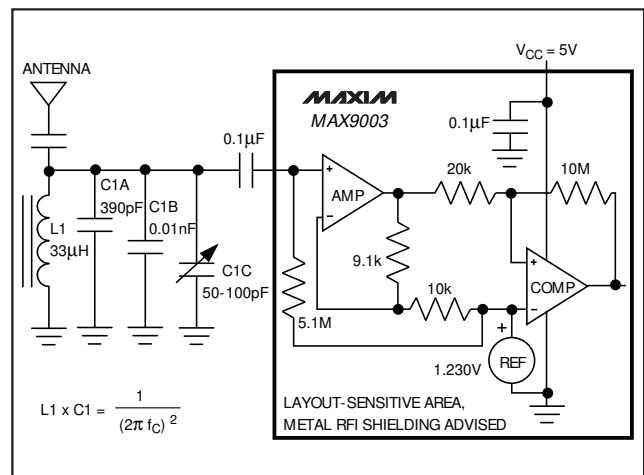 V_CC = 5V
ANTENNA
MAXIM
MAX9003
0.1µF
0.1µF
20k
10M
+
AMP
−
C1A
390pF
C1B
0.01nF
L1
33µH
9.1k
+
COMP
−
C1C
50-100pF
5.1M
10k
+
REF
1.230V
L1 x C1 = 1 / (2π f_C)^2
LAYOUT-SENSITIVE AREA,
METAL RFI SHIELDING ADVISED